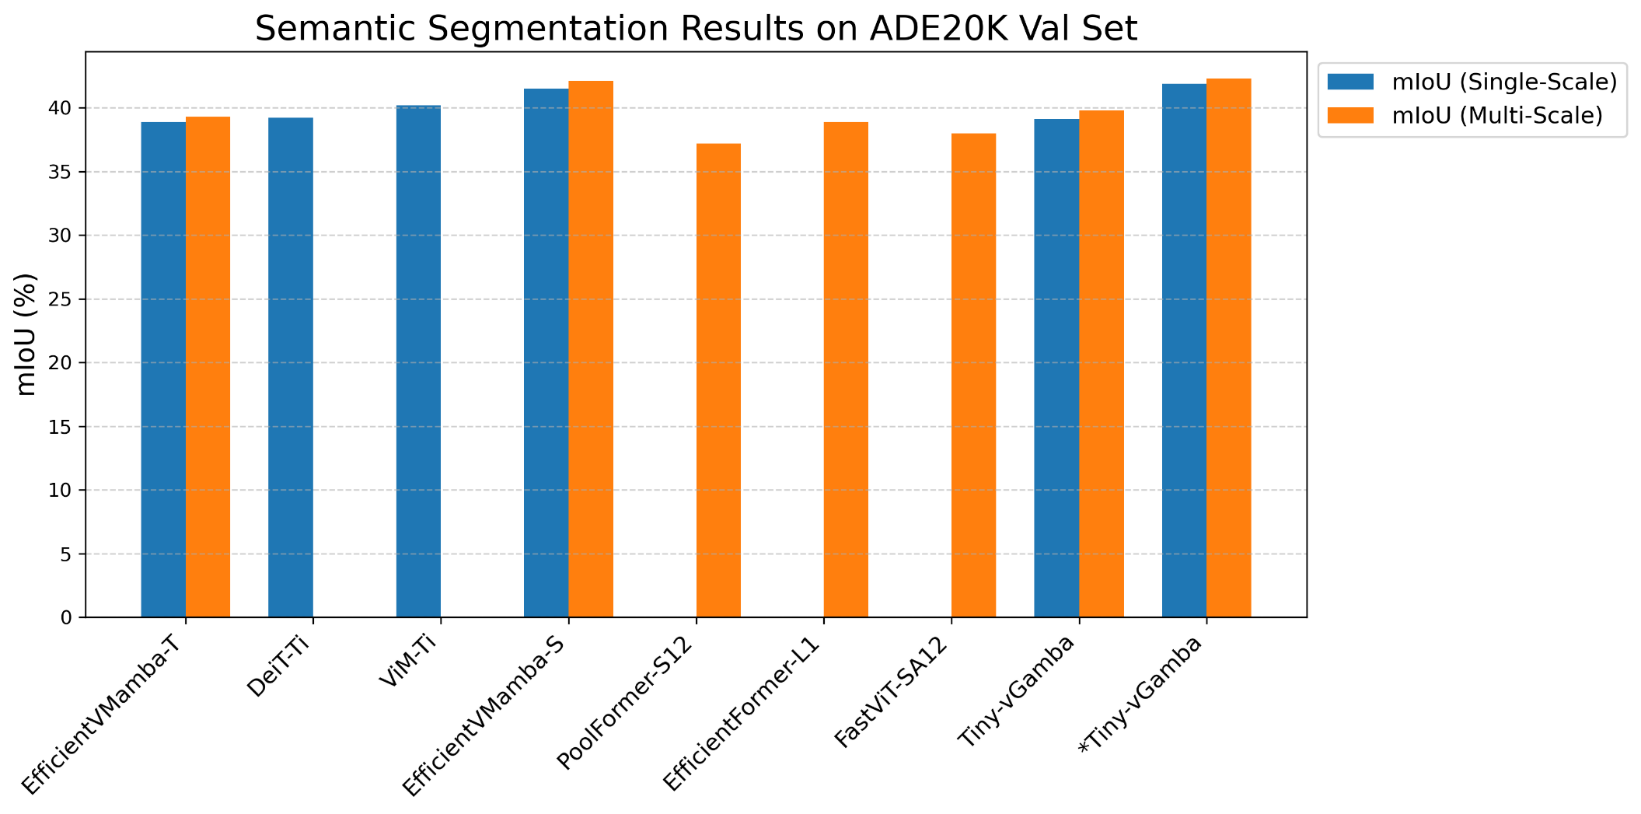 Semantic Segmentation Results on ADE20K Val Set
mIoU (Single-Scale)
mIoU (Multi-Scale)
mIoU (%)
40
35
30
25
20
15
10
5
0
EfficientVMamba-T
DeiT-Ti
ViM-Ti
EfficientVMamba-S
PoolFormer-S12
EfficientFormer-L1
FastViT-SA12
Tiny-vGamba
*Tiny-vGamba